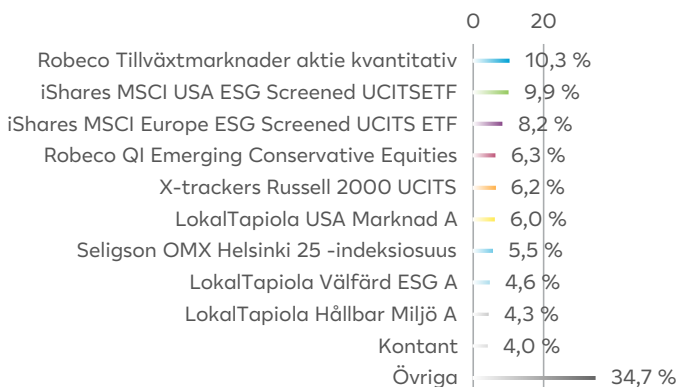 0 20
Robeco Tillväxtmarknader aktie kvantitativ 10,3 %
iShares MSCI USA ESG Screened UCITSETF 9,9 %
iShares MSCI Europe ESG Screened UCITS ETF 8,2 %
Robeco QI Emerging Conservative Equities 6,3 %
X-trackers Russell 2000 UCITS 6,2 %
LokalTapiola USA Marknad A 6,0 %
Seligson OMX Helsinki 25 -indeksiosuus 5,5 %
LokalTapiola Välfärd ESG A 4,6 %
LokalTapiola Hållbar Miljö A 4,3 %
Kontant 4,0 %
Övriga 34,7 %